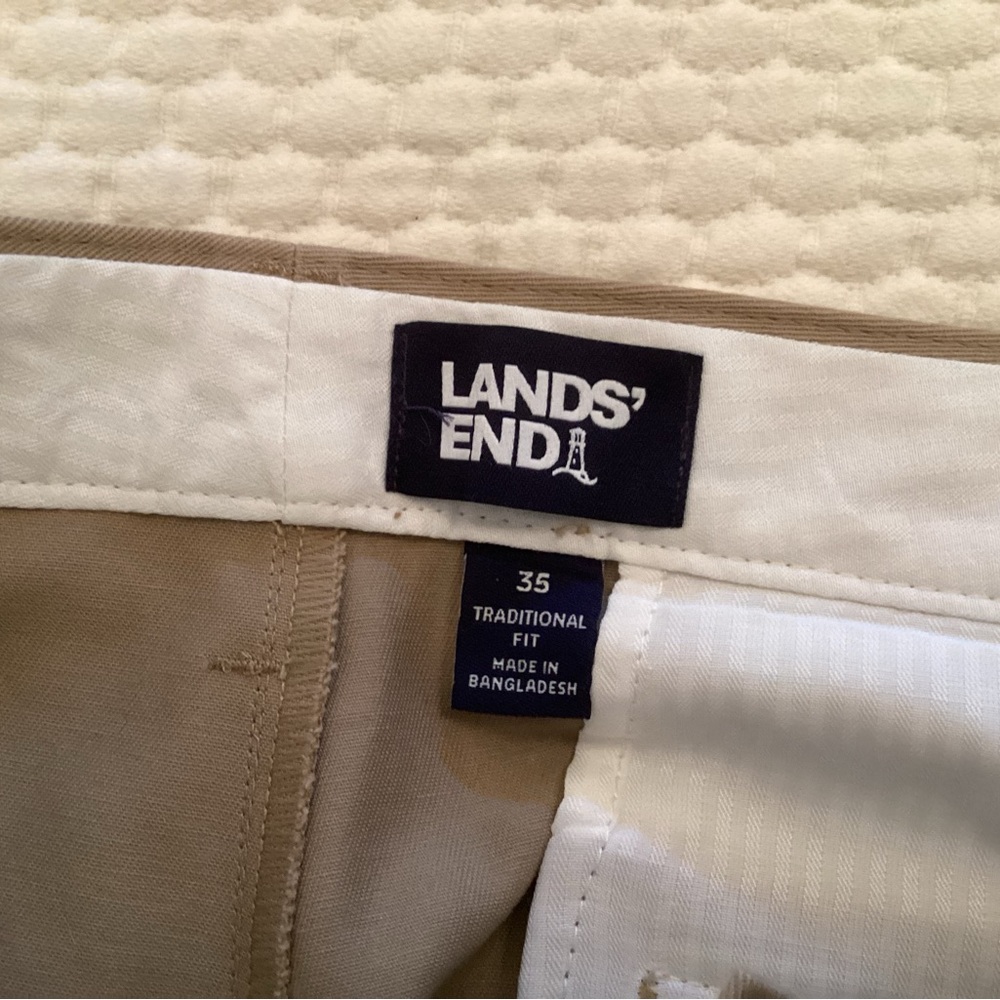 LANDS’
END
35
TRADITIONAL
FIT
MADE IN
BANGLADESH